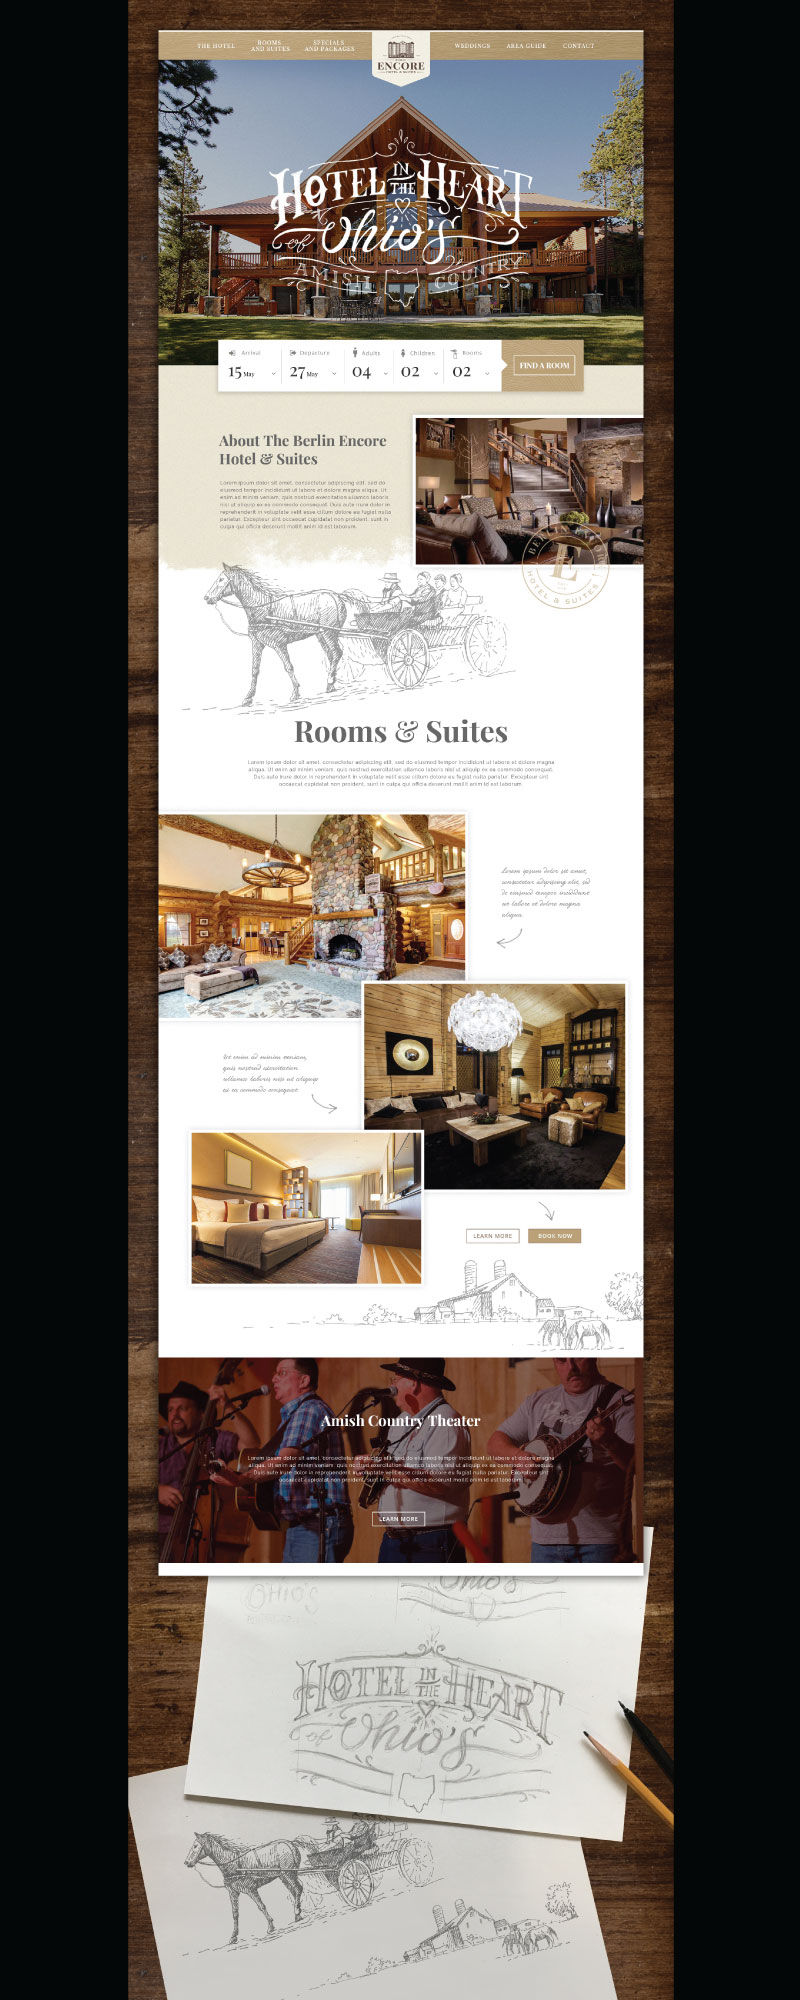 THE HOTEL
ROOMS
AND SUITES
SPECIALS
AND PACKAGES
ENCORE
HOTEL & SUITES
WEDDINGS
AREA GUIDE
CONTACT
HOTEL IN THE HEART
of Ohio's
AMISH COUNTRY
Arrival
Departure
Adults
Children
Rooms
15 May
27 May
04
02
02
FIND A ROOM
About The Berlin Encore
Hotel & Suites
Lorem ipsum dolor sit amet, consectetur adipiscing elit, sed do
eiusmod tempor incididunt ut labore et dolore magna aliqua. Ut
enim ad minim veniam, quis nostrud exercitation ullamco laboris
nisi ut aliquip ex ea commodo consequat. Duis aute irure dolor in
reprehenderit in voluptate velit esse cillum dolore eu fugiat nulla
pariatur. Excepteur sint occaecat cupidatat non proident, sunt in
culpa qui officia deserunt mollit anim id est laborum.
E
HOTEL & SUITES
Rooms & Suites
Lorem ipsum dolor sit amet, consectetur adipiscing elit, sed do eiusmod tempor incididunt ut labore et dolore magna
aliqua. Ut enim ad minim veniam, quis nostrud exercitation ullamco laboris nisi ut aliquip ex ea commodo consequat.
Duis aute irure dolor in reprehenderit in voluptate velit esse cillum dolore eu fugiat nulla pariatur. Excepteur sint
occaecat cupidatat non proident, sunt in culpa qui officia deserunt mollit anim id est laborum
Lorem ipsum dolor sit amet,
consectetur adipiscing elit, sed
do eiusmod tempor incididunt
ut labore et dolore magna
aliqua.
Ut enim ad minim veniam,
quis nostrud exercitation
ullamco laboris nisi ut aliquip
ex ea commodo consequat
LEARN MORE
BOOK NOW
Amish Country Theater
Lorem ipsum dolor sit amet, consectetur adipiscing elit, sed do eiusmod tempor incididunt ut labore et dolore magna
aliqua. Ut enim ad minim veniam, quis nostrud exercitation ullamco laboris nisi ut aliquip ex ea commodo consequat.
Duis aute irure dolor in reprehenderit in voluptate velit esse cillum dolore eu fugiat nulla pariatur. Excepteur sint
occaecat cupidatat non proident, sunt in culpa qui officia deserunt mollit anim id est laborum
LEARN MORE
OHIO'S
Ohio's
HOTEL IN THE HEART
of Ohio's